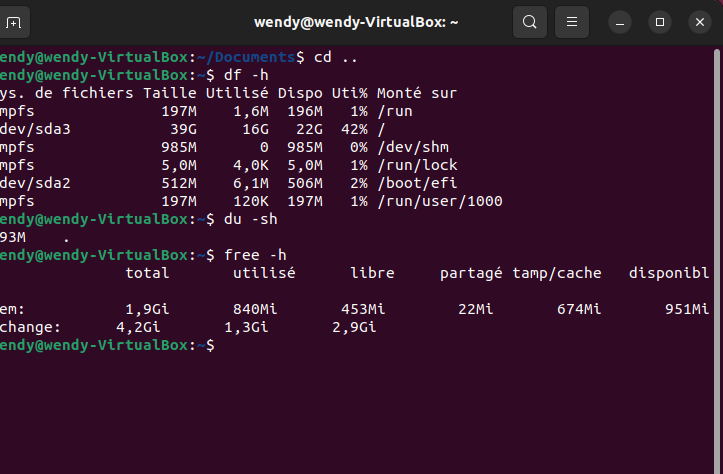 wendy@wendy-VirtualBox: ~
endy@wendy-VirtualBox:~/Documents$ cd ..
endy@wendy-VirtualBox:~$ df -h
ys. de fichiers Taille Utilisé Dispo Uti% Monté sur
mpfs 197M 1,6M 196M 1% /run
dev/sda3 39G 16G 22G 42% /
mpfs 985M 0 985M 0% /dev/shm
mpfs 5,0M 4,0K 5,0M 1% /run/lock
dev/sda2 512M 6,1M 506M 2% /boot/efi
mpfs 197M 120K 197M 1% /run/user/1000
endy@wendy-VirtualBox:~$ du -sh
93M .
endy@wendy-VirtualBox:~$ free -h
total utilisé libre partagé tamp/cache disponibl
em: 1,9Gi 840Mi 453Mi 22Mi 674Mi 951Mi
change: 4,2Gi 1,3Gi 2,9Gi
endy@wendy-VirtualBox:~$